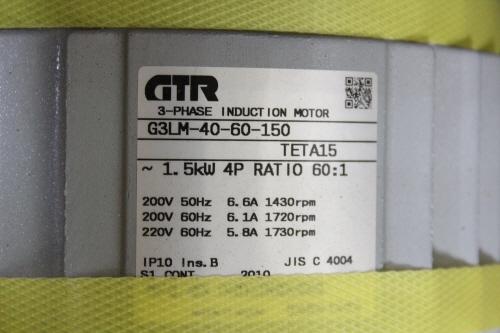 GTR
3-PHASE INDUCTION MOTOR
G3LM-40-60-150
TETA15
~ 1.5kW 4P RATIO 60:1
200V 50Hz 6.6A 1430rpm
200V 60Hz 6.1A 1720rpm
220V 60Hz 5.8A 1730rpm
IP10 Ins.B JIS C 4004
S1 CONT 2010